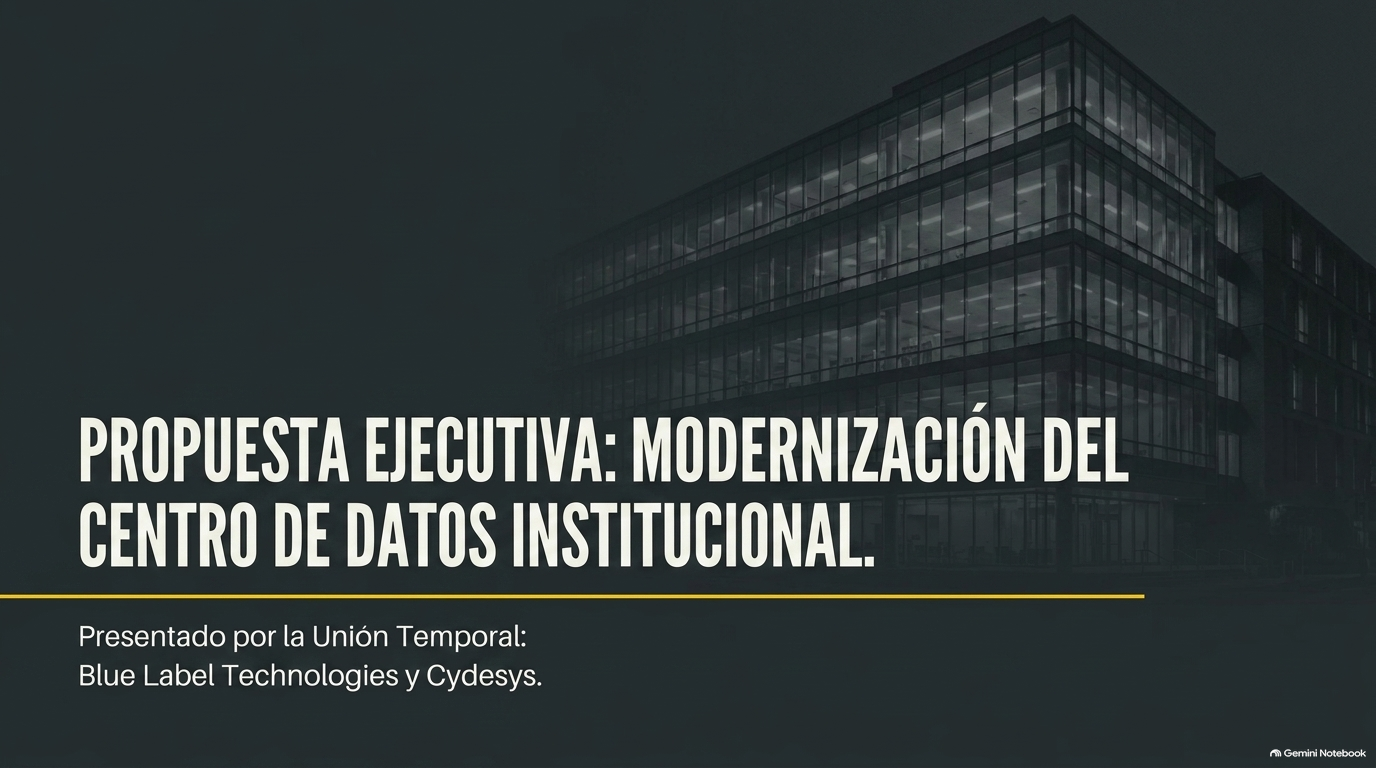 PROPUESTA EJECUTIVA: MODERNIZACIÓN DEL
CENTRO DE DATOS INSTITUCIONAL.
Presentado por la Unión Temporal:
Blue Label Technologies y Cydesys.
Gemini Notebook